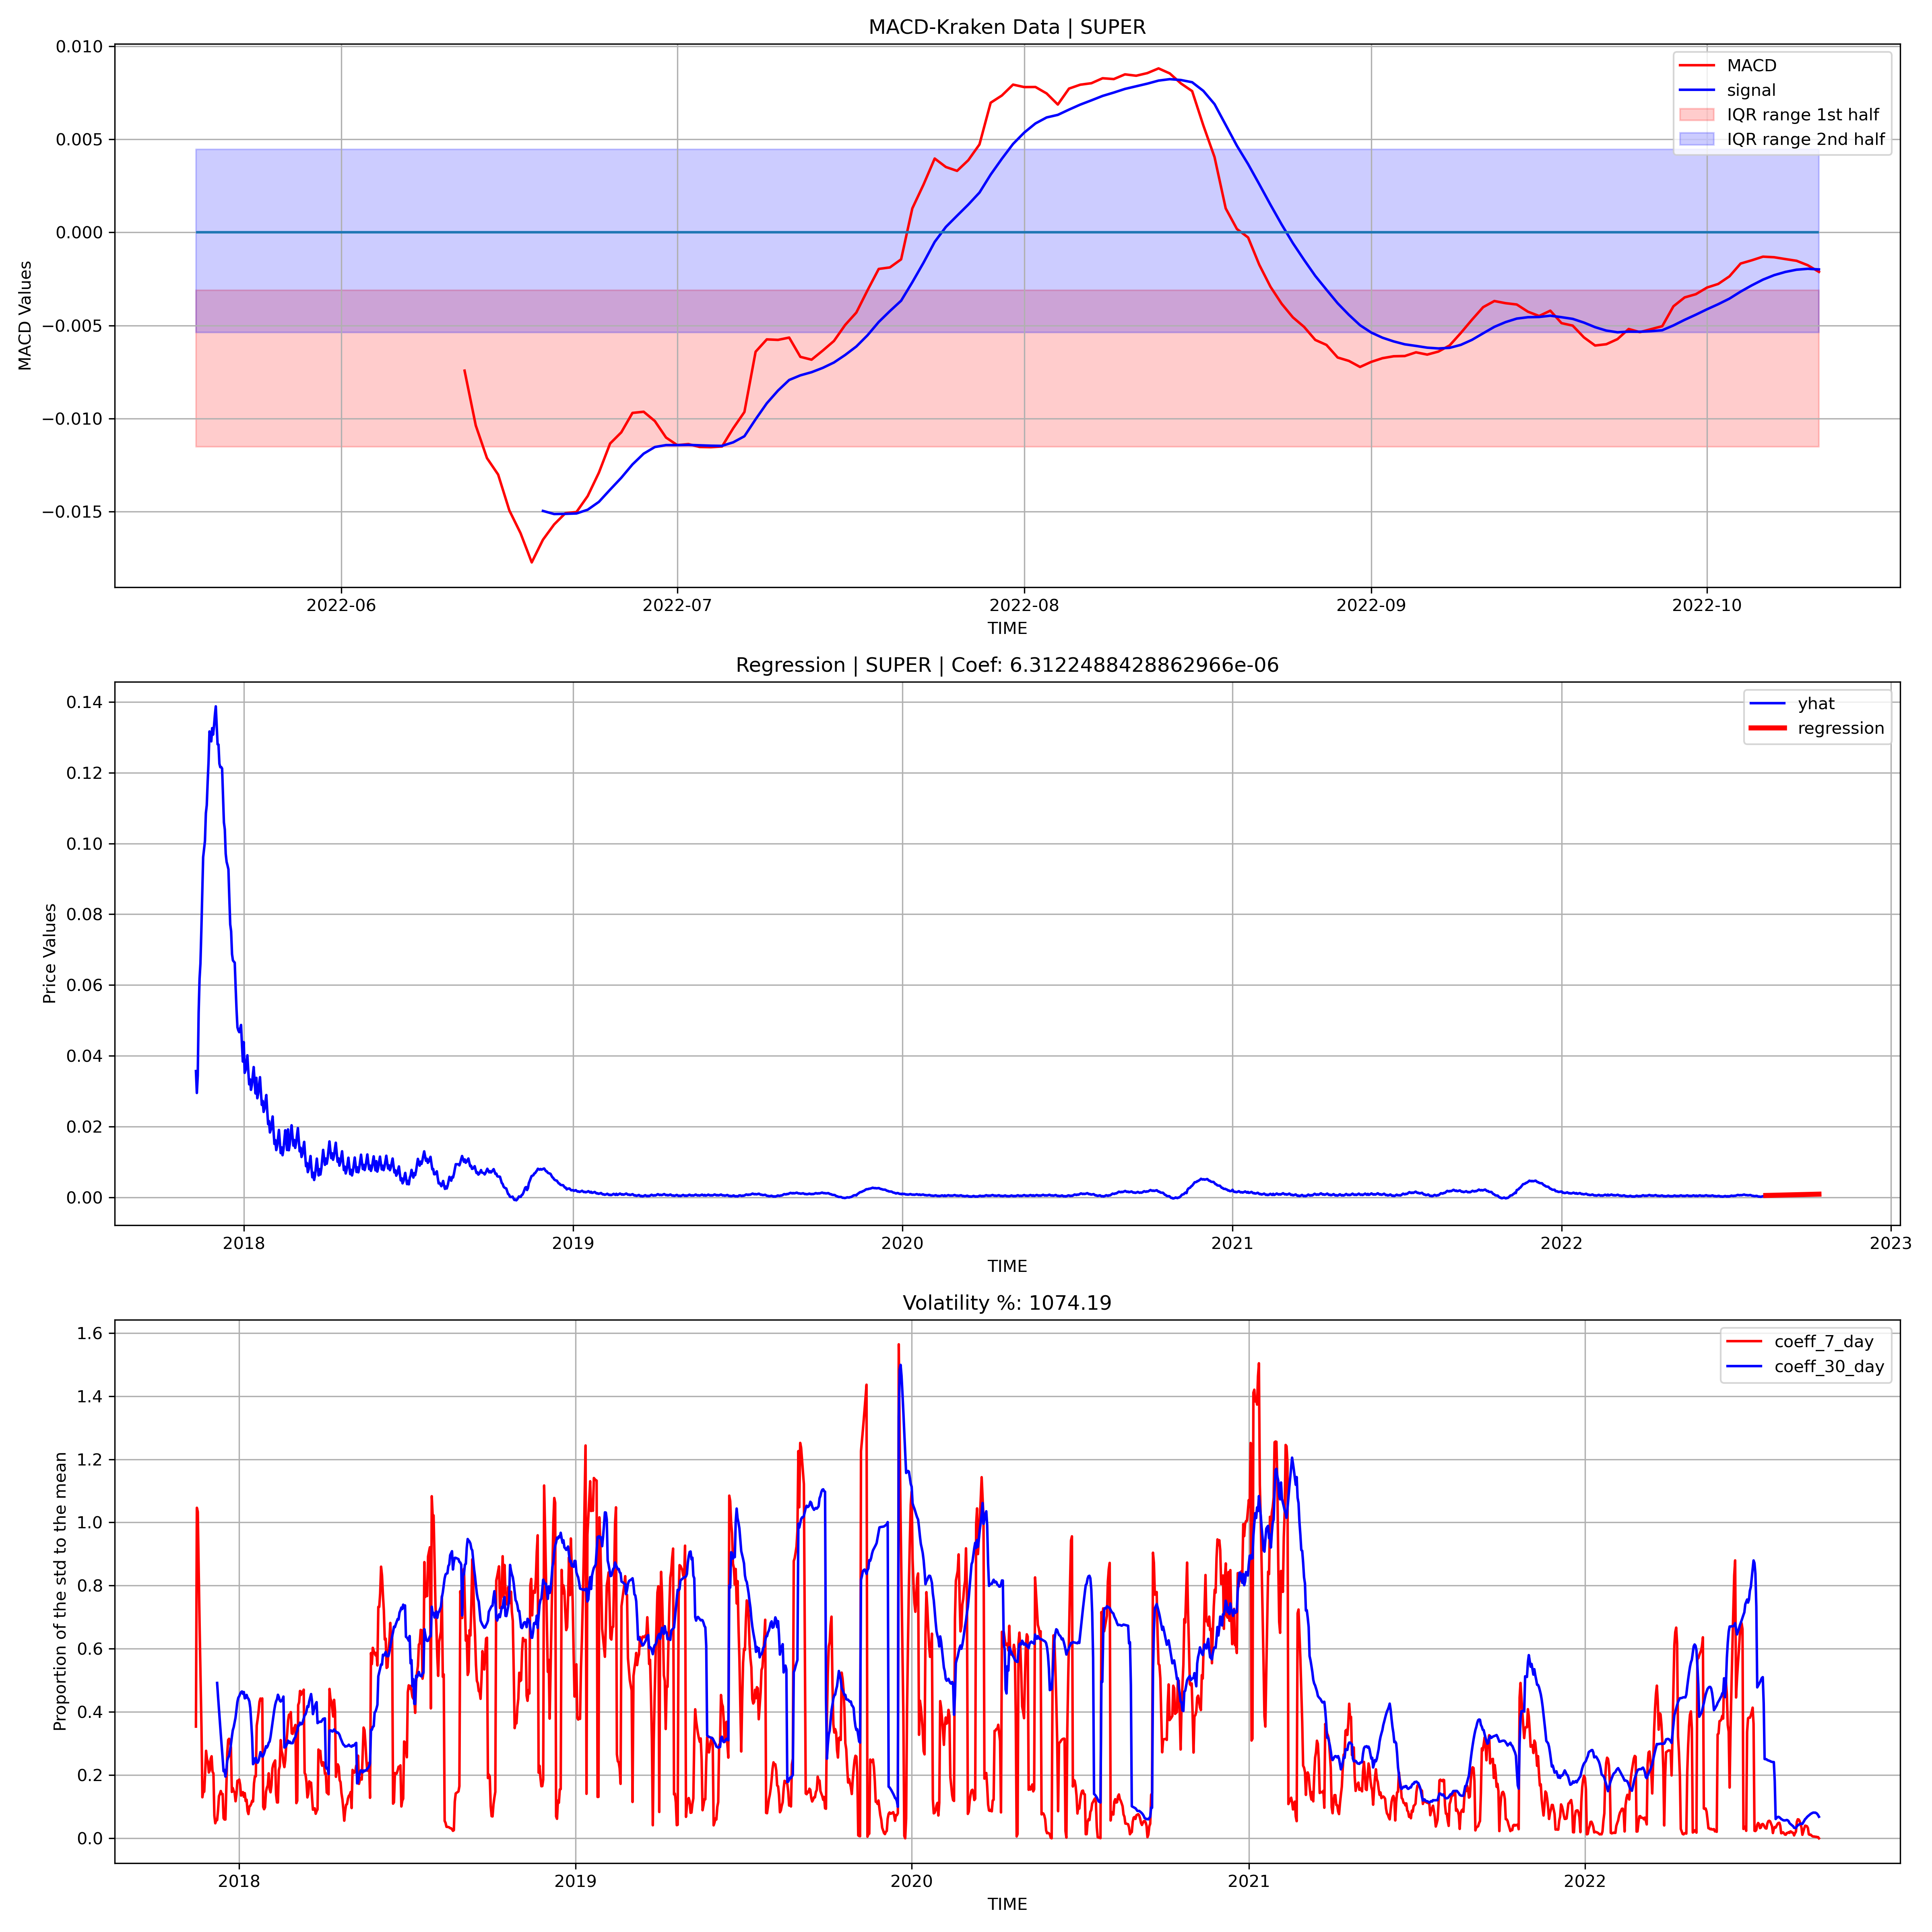 MACD-Kraken Data | SUPER
0.010
0.005
0.000
−0.005
−0.010
−0.015
MACD Values
MACD
signal
IQR range 1st half
IQR range 2nd half
2022-06 2022-07 2022-08 2022-09 2022-10
TIME
Regression | SUPER | Coef: 6.3122488428862966e-06
0.14
0.12
0.10
0.08
0.06
0.04
0.02
0.00
Price Values
yhat
regression
2018 2019 2020 2021 2022 2023
TIME
Volatility %: 1074.19
1.6
1.4
1.2
1.0
0.8
0.6
0.4
0.2
0.0
Proportion of the std to the mean
coeff_7_day
coeff_30_day
2018 2019 2020 2021 2022
TIME